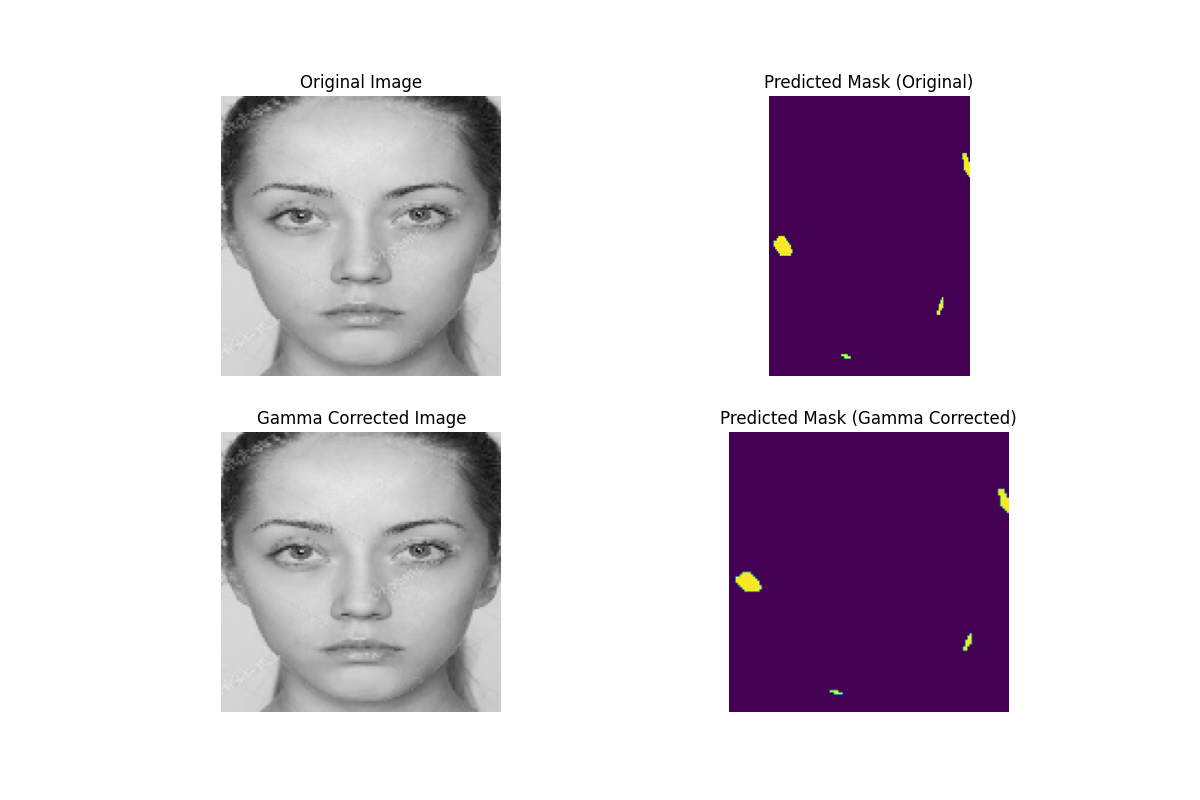 Original Image
Predicted Mask (Original)
Gamma Corrected Image
Predicted Mask (Gamma Corrected)